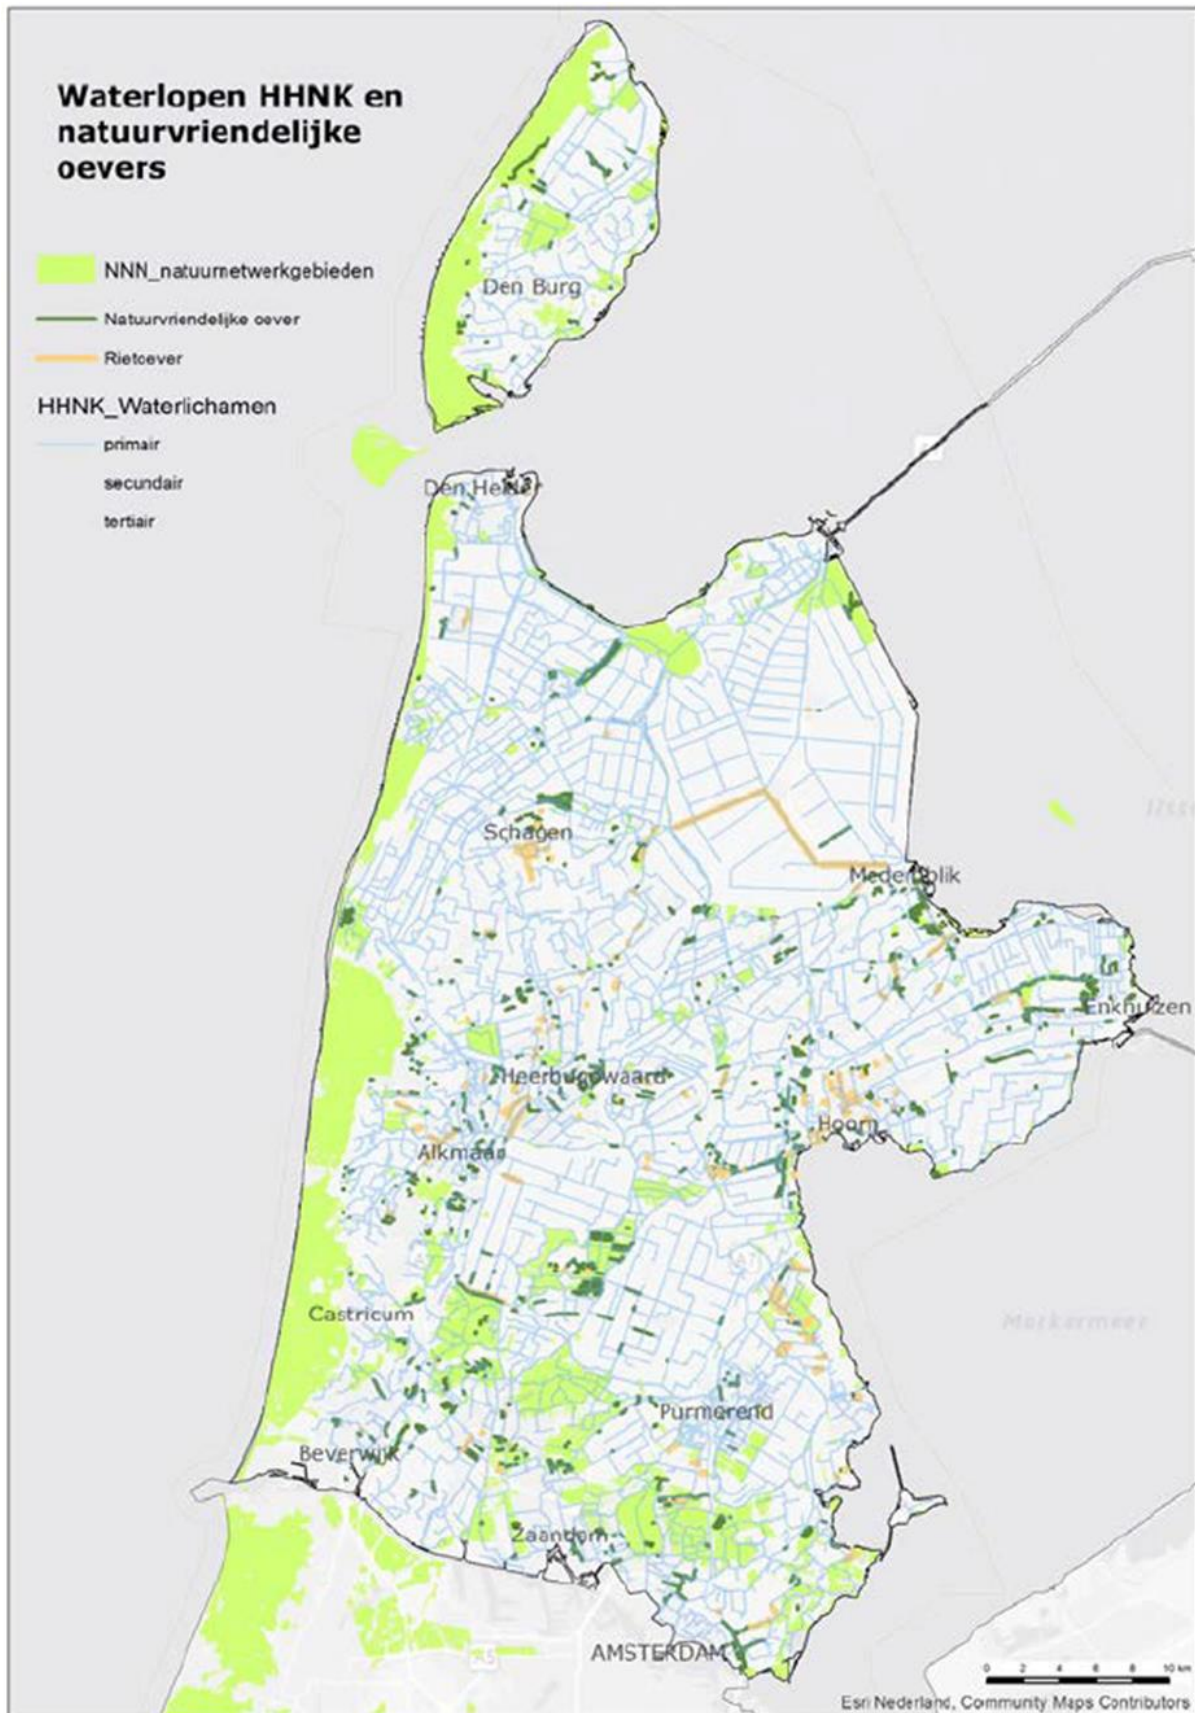 Waterlopen HHNK en
natuurvriendelijke
oevers
NNN_natuurnetwerkgebieden
Natuurvriendelijke oever
Rietoever
HHNK_Waterlichamen
primair
secundair
tertiair
Den Burg
Den Helder
Schagen
Medemblik
Enkhuizen
Heerhugowaard
Hoorn
Alkmaar
Castricum
Markermeer
Purmerend
Beverwijk
Zaandam
AMSTERDAM
A5
0 2 4 6 8 10 km
Esri Nederland, Community Maps Contributors